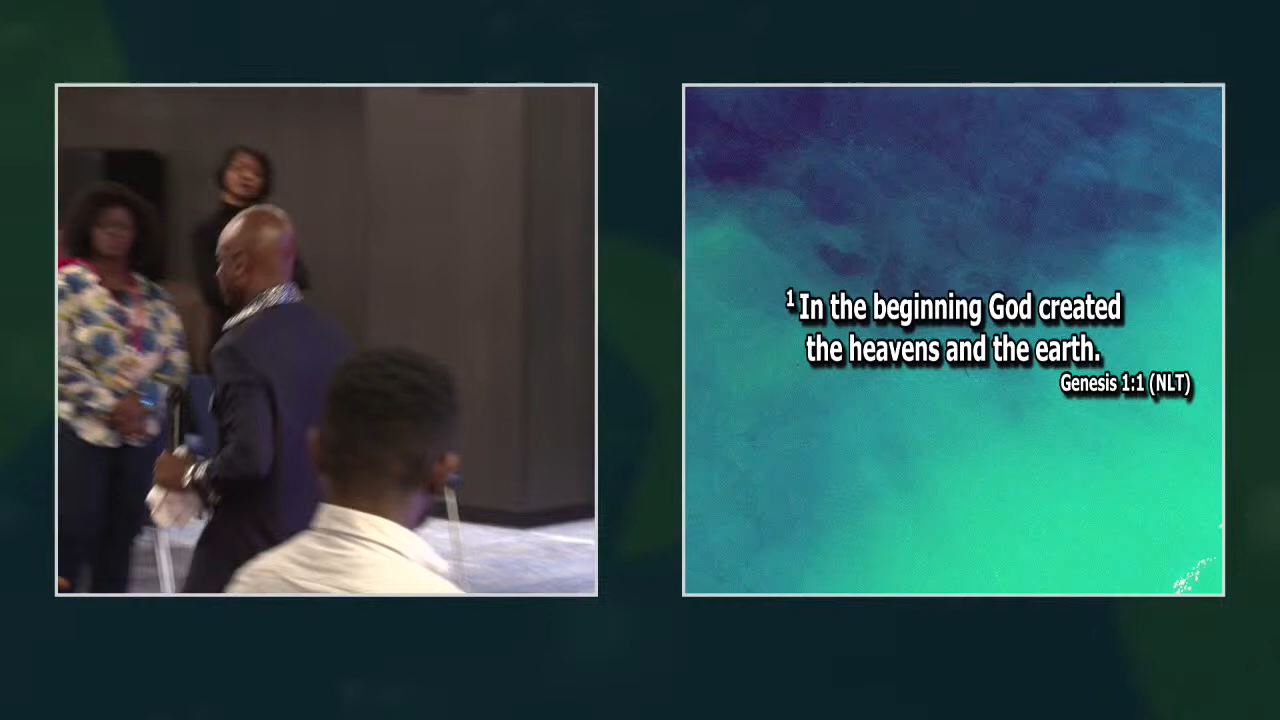 1 In the beginning God created
the heavens and the earth.
Genesis 1:1 (NLT)